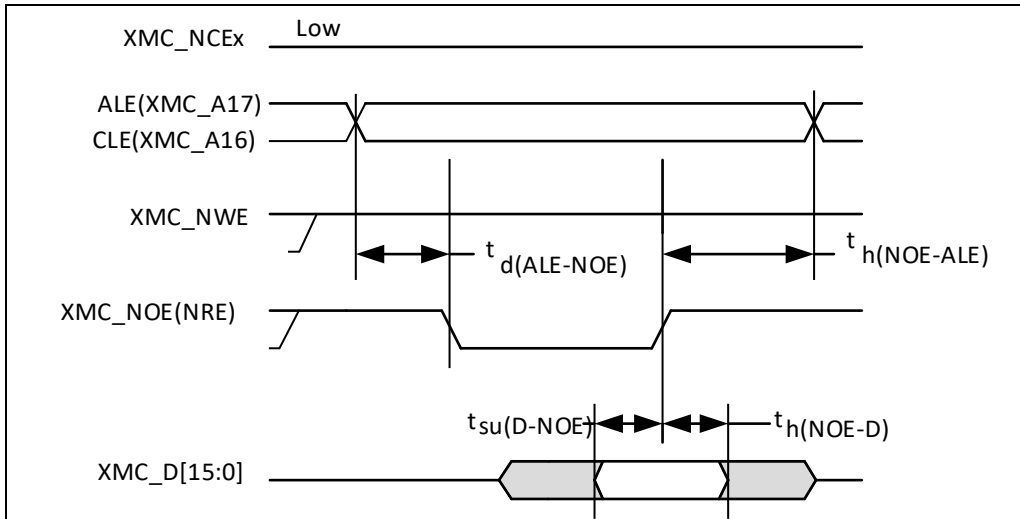 XMC_NCEx
Low
ALE(XMC_A17)
CLE(XMC_A16)
XMC_NWE
t d(ALE-NOE)
t h(NOE-ALE)
XMC_NOE(NRE)
tsu(D-NOE)
th(NOE-D)
XMC_D[15:0]